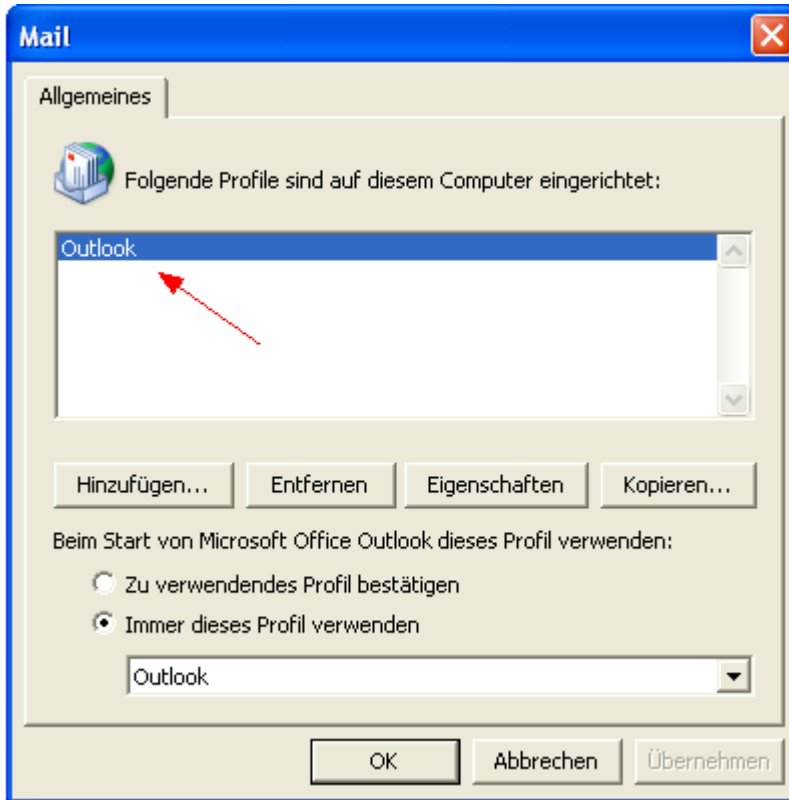 Mail
Allgemeines
Folgende Profile sind auf diesem Computer eingerichtet:
Outlook
Hinzufügen... Entfernen Eigenschaften Kopieren...
Beim Start von Microsoft Office Outlook dieses Profil verwenden:
Zu verwendendes Profil bestätigen
Immer dieses Profil verwenden
Outlook
OK Abbrechen Übernehmen